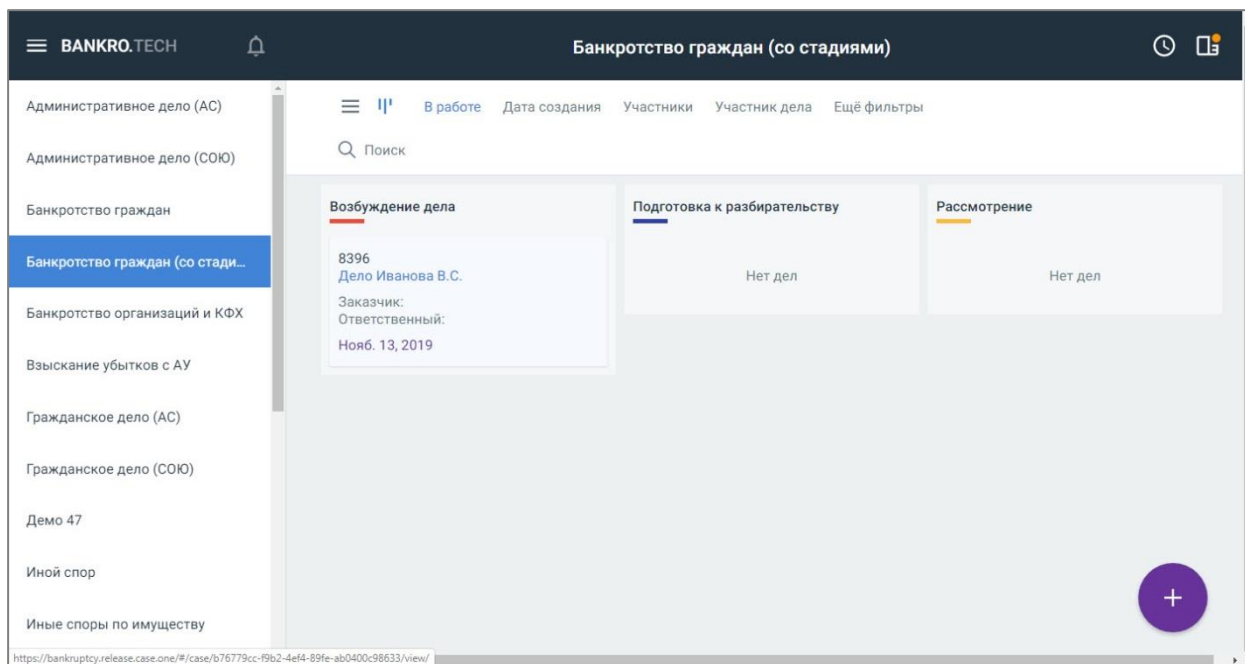 BANKRO.TECH
Банкротство граждан (со стадиями)
Административное дело (АС)
Административное дело (СОЮ)
Банкротство граждан
Банкротство граждан (со стади...
Банкротство организаций и КФХ
Взыскание убытков с АУ
Гражданское дело (АС)
Гражданское дело (СОЮ)
Демо 47
Иной спор
Иные споры по имуществу
В работе Дата создания Участники Участник дела Ещё фильтры
Поиск
Возбуждение дела
8396
Дело Иванова В.С.
Заказчик:
Ответственный:
Нояб. 13, 2019
Подготовка к разбирательству
Нет дел
Рассмотрение
Нет дел
+
https://bankruptcy.release.case.one/#/case/b76779cc-f9b2-4ef4-89fe-ab0400c98633/view/